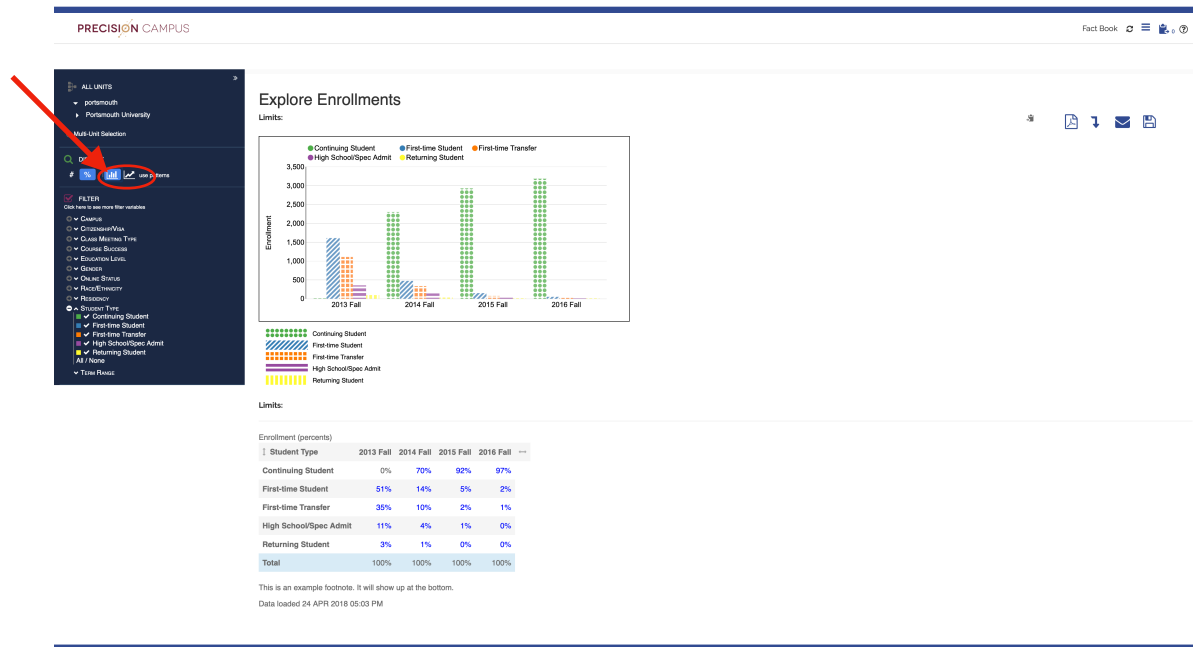 PRECISION CAMPUS
Fact Book
0
ALL UNITS
portsmouth
Portsmouth University
Multi-Unit Selection
# % use patterns
FILTER
Click here to see more filter variables
Campus
Citizenship/Visa
Class Meeting Type
Course Success
Education Level
Gender
Online Status
Race/Ethnicity
Residency
Student Type
Continuing Student
First-time Student
First-time Transfer
High School/Spec Admit
Returning Student
All / None
Term Range
Explore Enrollments
Limits:
Continuing Student First-time Student First-time Transfer
High School/Spec Admit Returning Student
Enrollment
3,500
3,000
2,500
2,000
1,500
1,000
500
0
2013 Fall 2014 Fall 2015 Fall 2016 Fall
Continuing Student
First-time Student
First-time Transfer
High School/Spec Admit
Returning Student
Limits:
Enrollment (percents)
Student Type 2013 Fall 2014 Fall 2015 Fall 2016 Fall
Continuing Student 0% 70% 92% 97%
First-time Student 51% 14% 5% 2%
First-time Transfer 35% 10% 2% 1%
High School/Spec Admit 11% 4% 1% 0%
Returning Student 3% 1% 0% 0%
Total 100% 100% 100% 100%
This is an example footnote. It will show up at the bottom.
Data loaded 24 APR 2018 05:03 PM